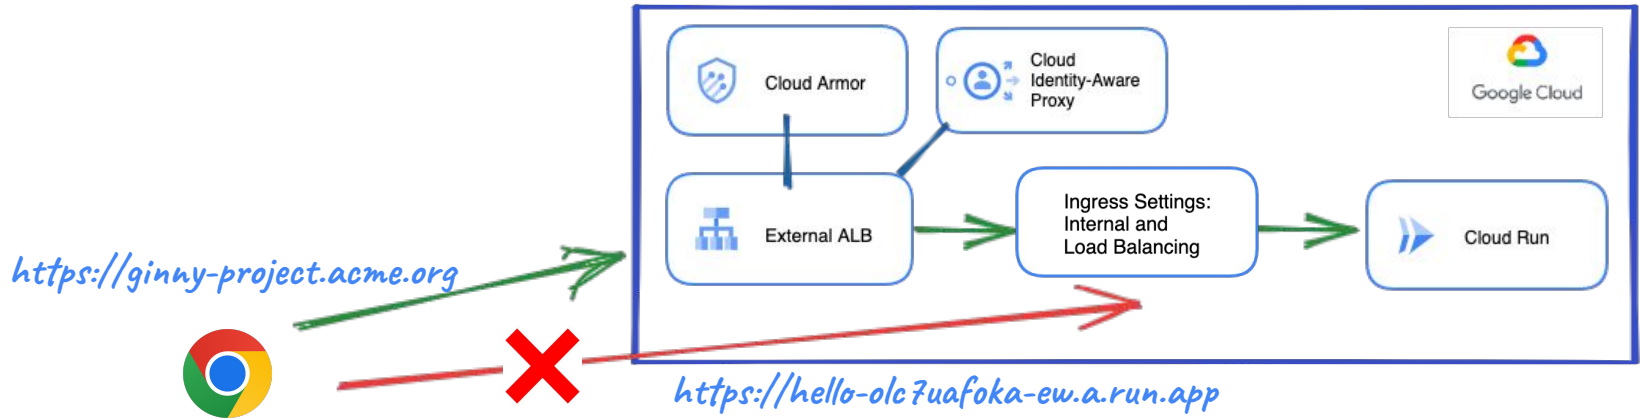 Cloud Armor
Cloud
Identity-Aware
Proxy
Google Cloud
External ALB
Ingress Settings:
Internal and
Load Balancing
Cloud Run
https://ginny-project.acme.org
https://hello-olc7uafoka-ew.a.run.app